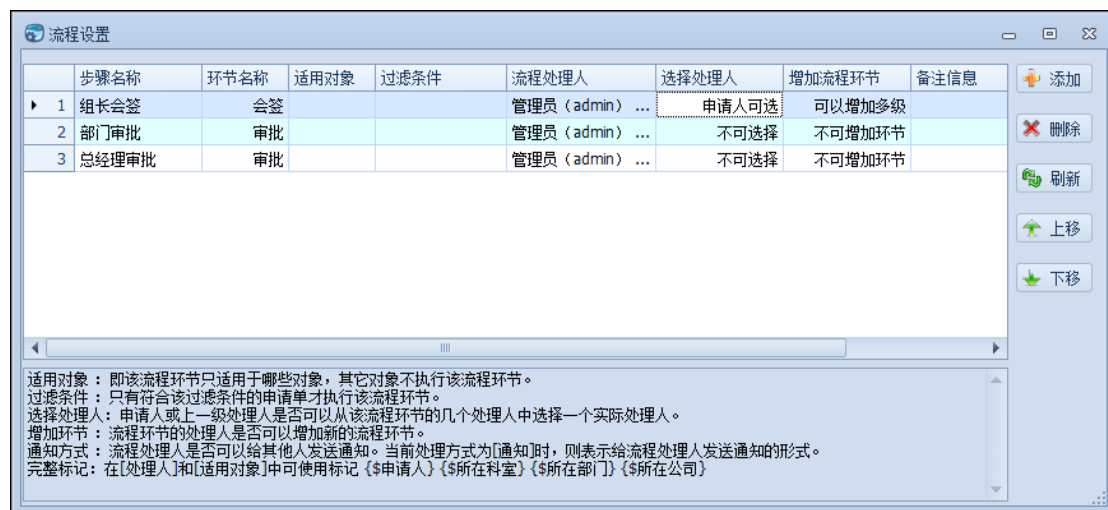 流程设置
步骤名称 环节名称 适用对象 过滤条件 流程处理人 选择处理人 增加流程环节 备注信息
1 组长会签 会签 管理员（admin） ... 申请人可选 可以增加多级
2 部门审批 审批 管理员（admin） ... 不可选择 不可增加环节
3 总经理审批 审批 管理员（admin） ... 不可选择 不可增加环节
添加
删除
刷新
上移
下移
适用对象：即该流程环节只适用于哪些对象，其它对象不执行该流程环节。
过滤条件：只有符合该过滤条件的申请单才执行该流程环节。
选择处理人：申请人或上一级处理人是否可以从该流程环节的几个处理人中选择一个实际处理人。
增加环节：流程环节的处理人是否可以增加新的流程环节。
通知方式：流程处理人是否可以给其他人发送通知。当前处理方式为[通知]时，则表示给流程处理人发送通知的形式。
完整标记：在[处理人]和[适用对象]中可使用标记 {$申请人} {$所在科室} {$所在部门} {$所在公司}